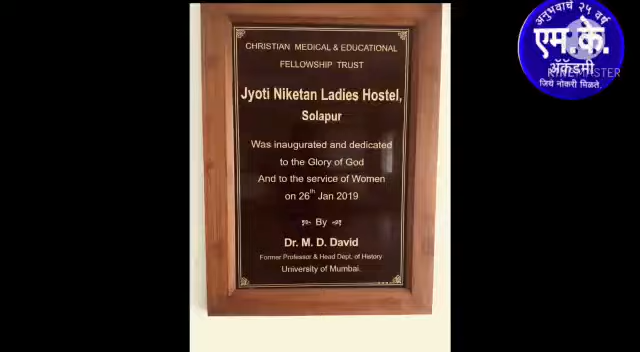 CHRISTIAN MEDICAL & EDUCATIONAL
FELLOWSHIP TRUST
Jyoti Niketan Ladies Hostel,
Solapur
Was inaugurated and dedicated
to the Glory of God
And to the service of Women
on 26th Jan 2019
By
Dr. M. D. David
Former Professor & Head Dept. of History
University of Mumbai.
अनुभवाचं २५ वर्ष
एम.के.
KINEMASTER
ॲकॅडमी
जिथे नोकरी मिळते.